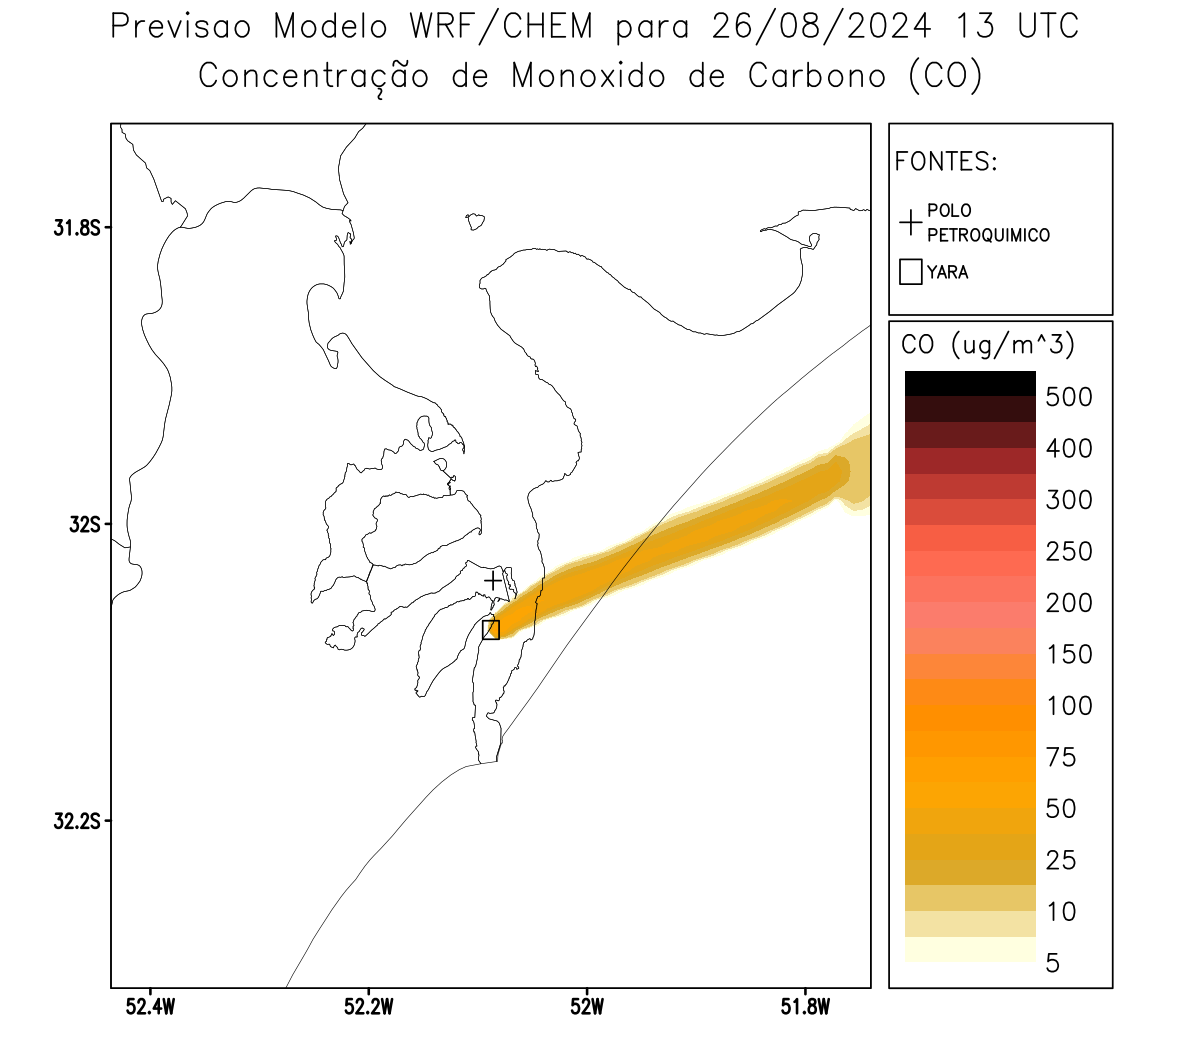 Previsao Modelo WRF/CHEM para 26/08/2024 13 UTC
Concentração de Monoxido de Carbono (CO)
FONTES:
POLO
PETROQUIMICO
YARA
CO (ug/m^3)
500
400
300
250
200
150
100
75
50
25
10
5
31.8S
32S
32.2S
52.4W
52.2W
52W
51.8W